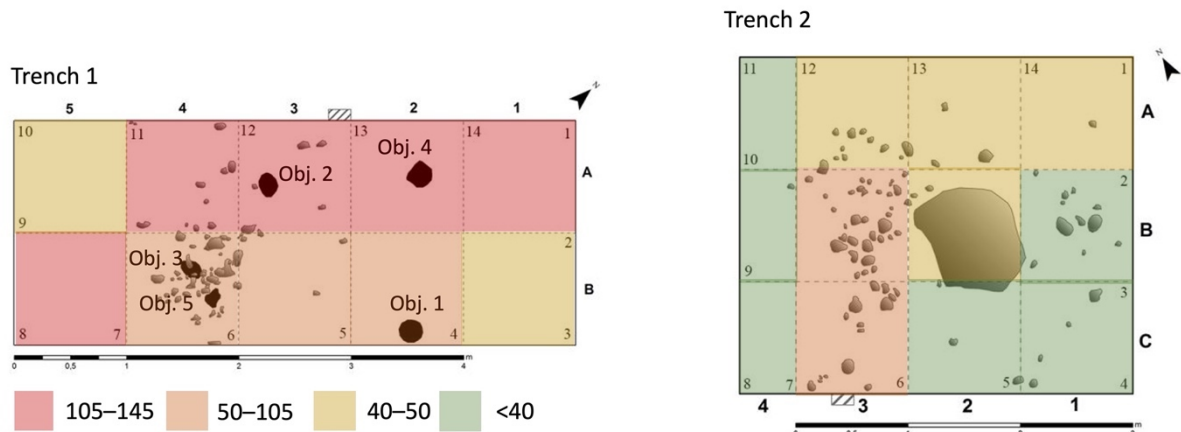 Trench 1
5 4 3 2 1
10 11 12 13 14 1
Obj. 4
Obj. 2
A
9 2
Obj. 3
Obj. 5
Obj. 1
B
8 7 6 5 4 3
0 0,5 1 2 3 4 m
105–145 50–105 40–50 <40
Trench 2
N
11 12 13 14 1
A
10 2
B
9 3
C
8 7 6 5 4
4 3 2 1
m